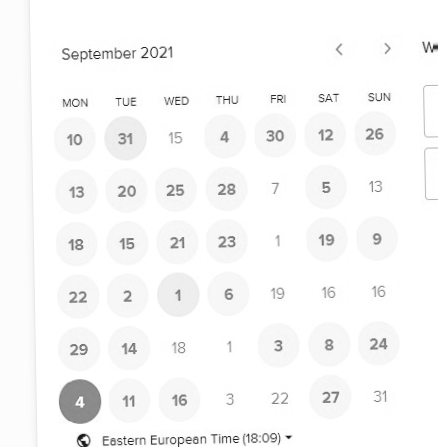 September 2021
MON TUE WED THU FRI SAT SUN
10 31 15 4 30 12 26
13 20 25 28 7 5 13
18 15 21 23 1 19 9
22 2 1 6 19 16 16
29 14 18 1 3 8 24
4 11 16 3 22 27 31
Eastern European Time (18:09)